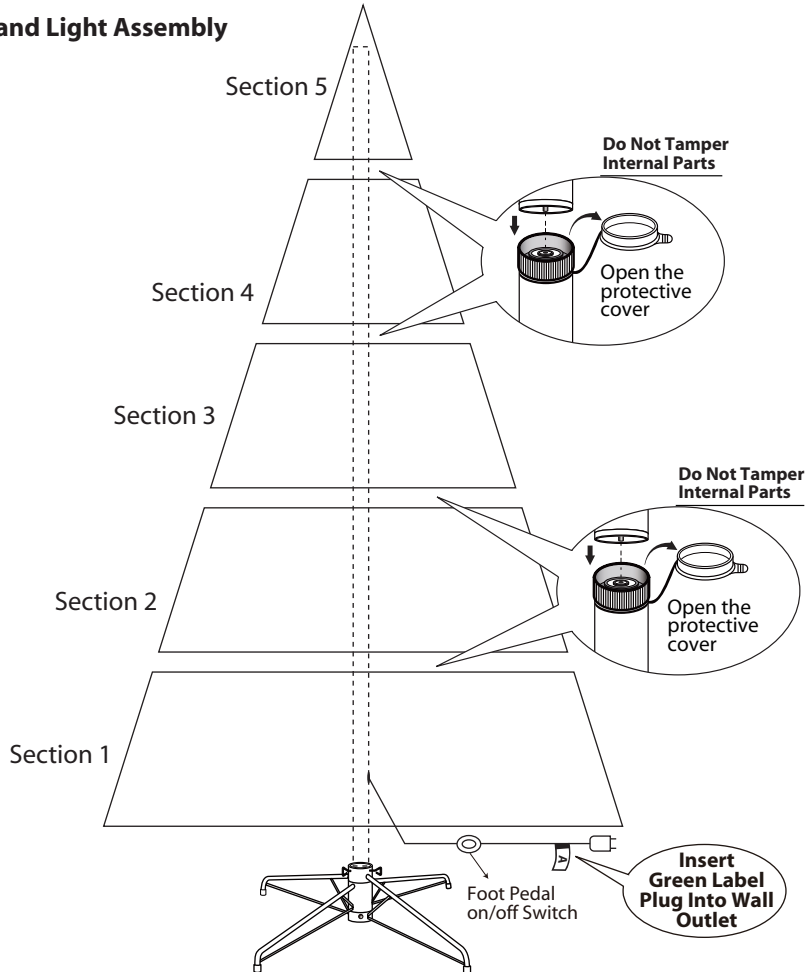 and Light Assembly
Section 5
Do Not Tamper
Internal Parts
Open the
protective
cover
Section 4
Section 3
Do Not Tamper
Internal Parts
Open the
protective
cover
Section 2
Section 1
A
Foot Pedal
on/off Switch
Insert
Green Label
Plug Into Wall
Outlet